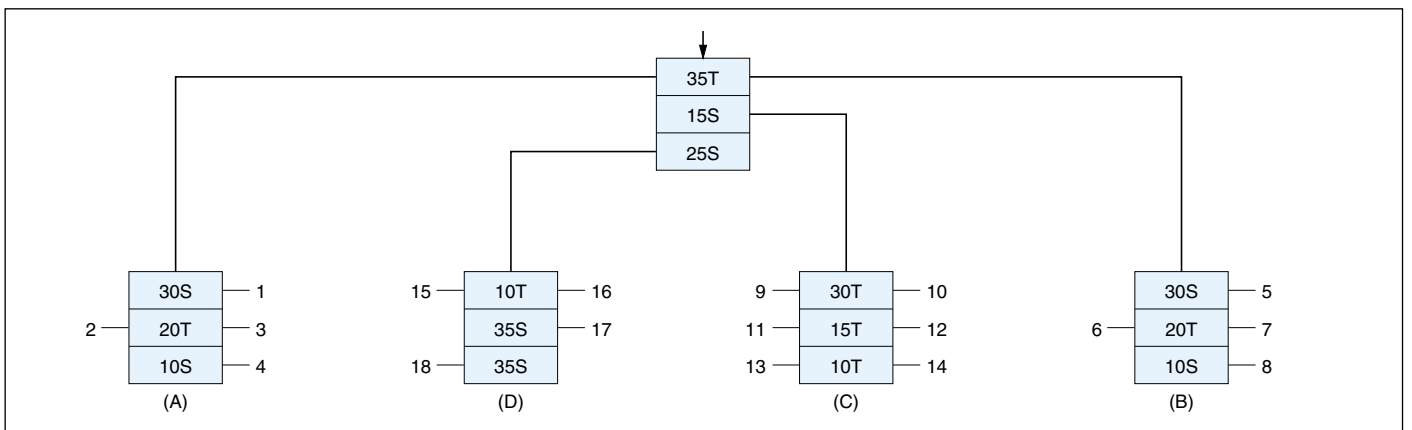 35T
15S
25S
30S 1
2 20T 3
10S 4
(A)
15 10T 16
35S 17
18 35S
(D)
9 30T 10
11 15T 12
13 10T 14
(C)
30S 5
6 20T 7
10S 8
(B)